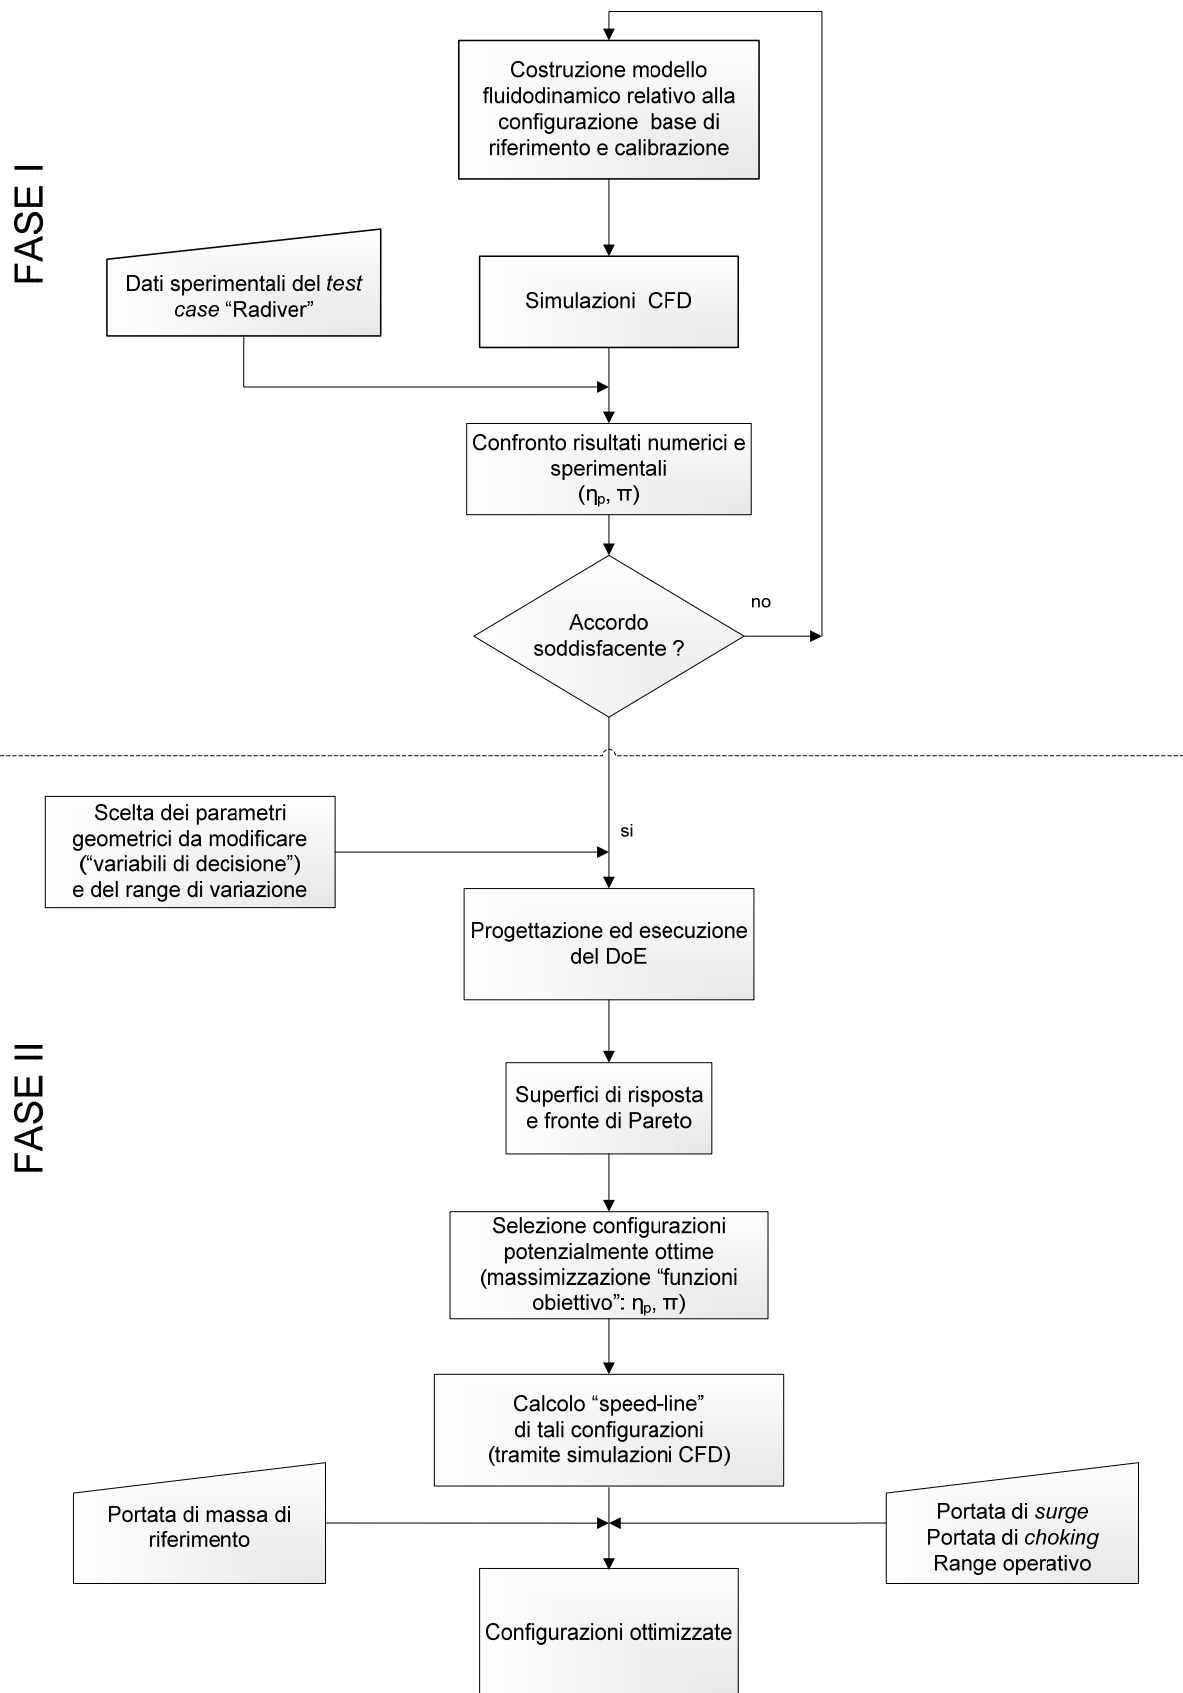 FASE I
Costruzione modello
fluidodinamico relativo alla
configurazione base di
riferimento e calibrazione
Dati sperimentali del test
case “Radiver”
Simulazioni CFD
Confronto risultati numerici e
sperimentali
(ηp, π)
Accordo
soddisfacente ?
no
si
FASE II
Scelta dei parametri
geometrici da modificare
(“variabili di decisione”)
e del range di variazione
Progettazione ed esecuzione
del DoE
Superfici di risposta
e fronte di Pareto
Selezione configurazioni
potenzialmente ottime
(massimizzazione “funzioni
obiettivo”: ηp, π)
Calcolo “speed-line”
di tali configurazioni
(tramite simulazioni CFD)
Portata di massa di
riferimento
Portata di surge
Portata di choking
Range operativo
Configurazioni ottimizzate